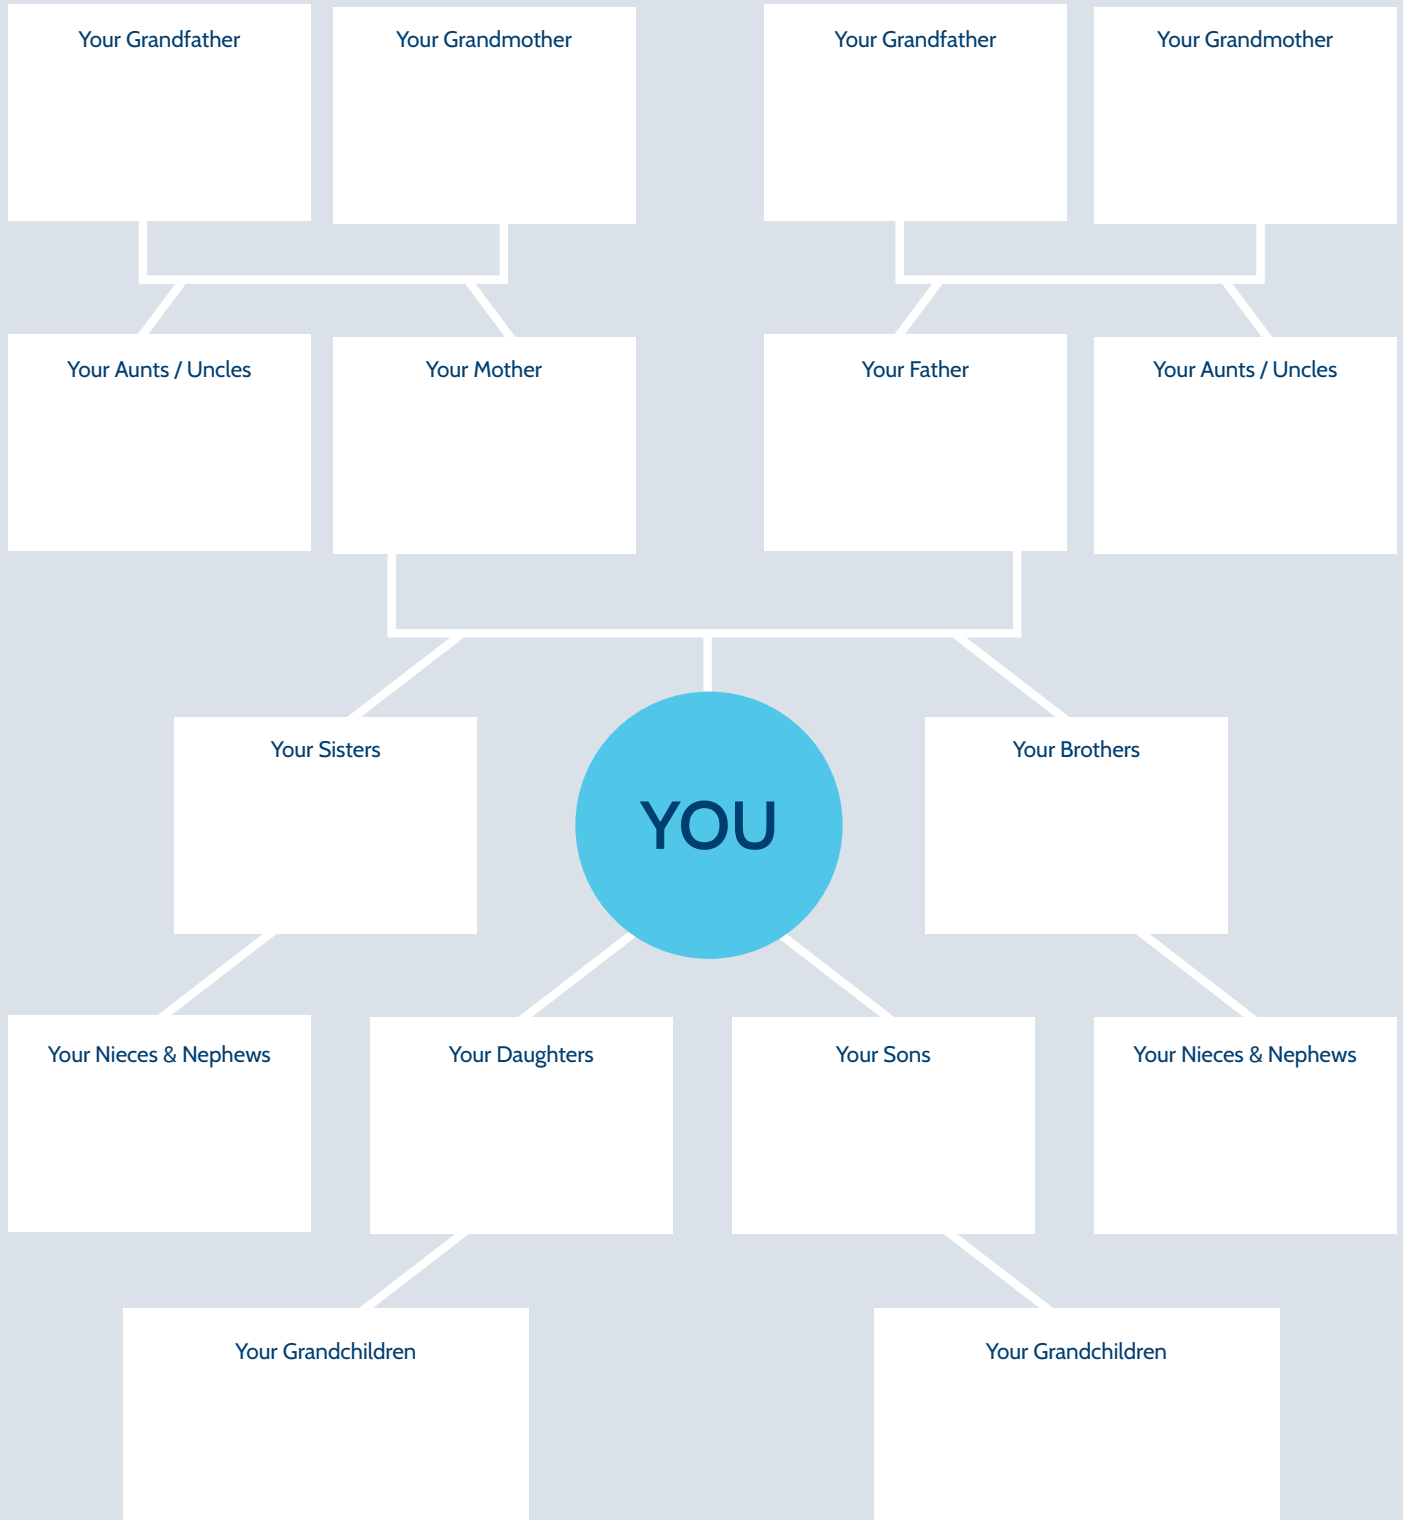 Your Grandfather
Your Grandmother
Your Grandfather
Your Grandmother
Your Aunts / Uncles
Your Mother
Your Father
Your Aunts / Uncles
Your Sisters
YOU
Your Brothers
Your Nieces & Nephews
Your Daughters
Your Sons
Your Nieces & Nephews
Your Grandchildren
Your Grandchildren